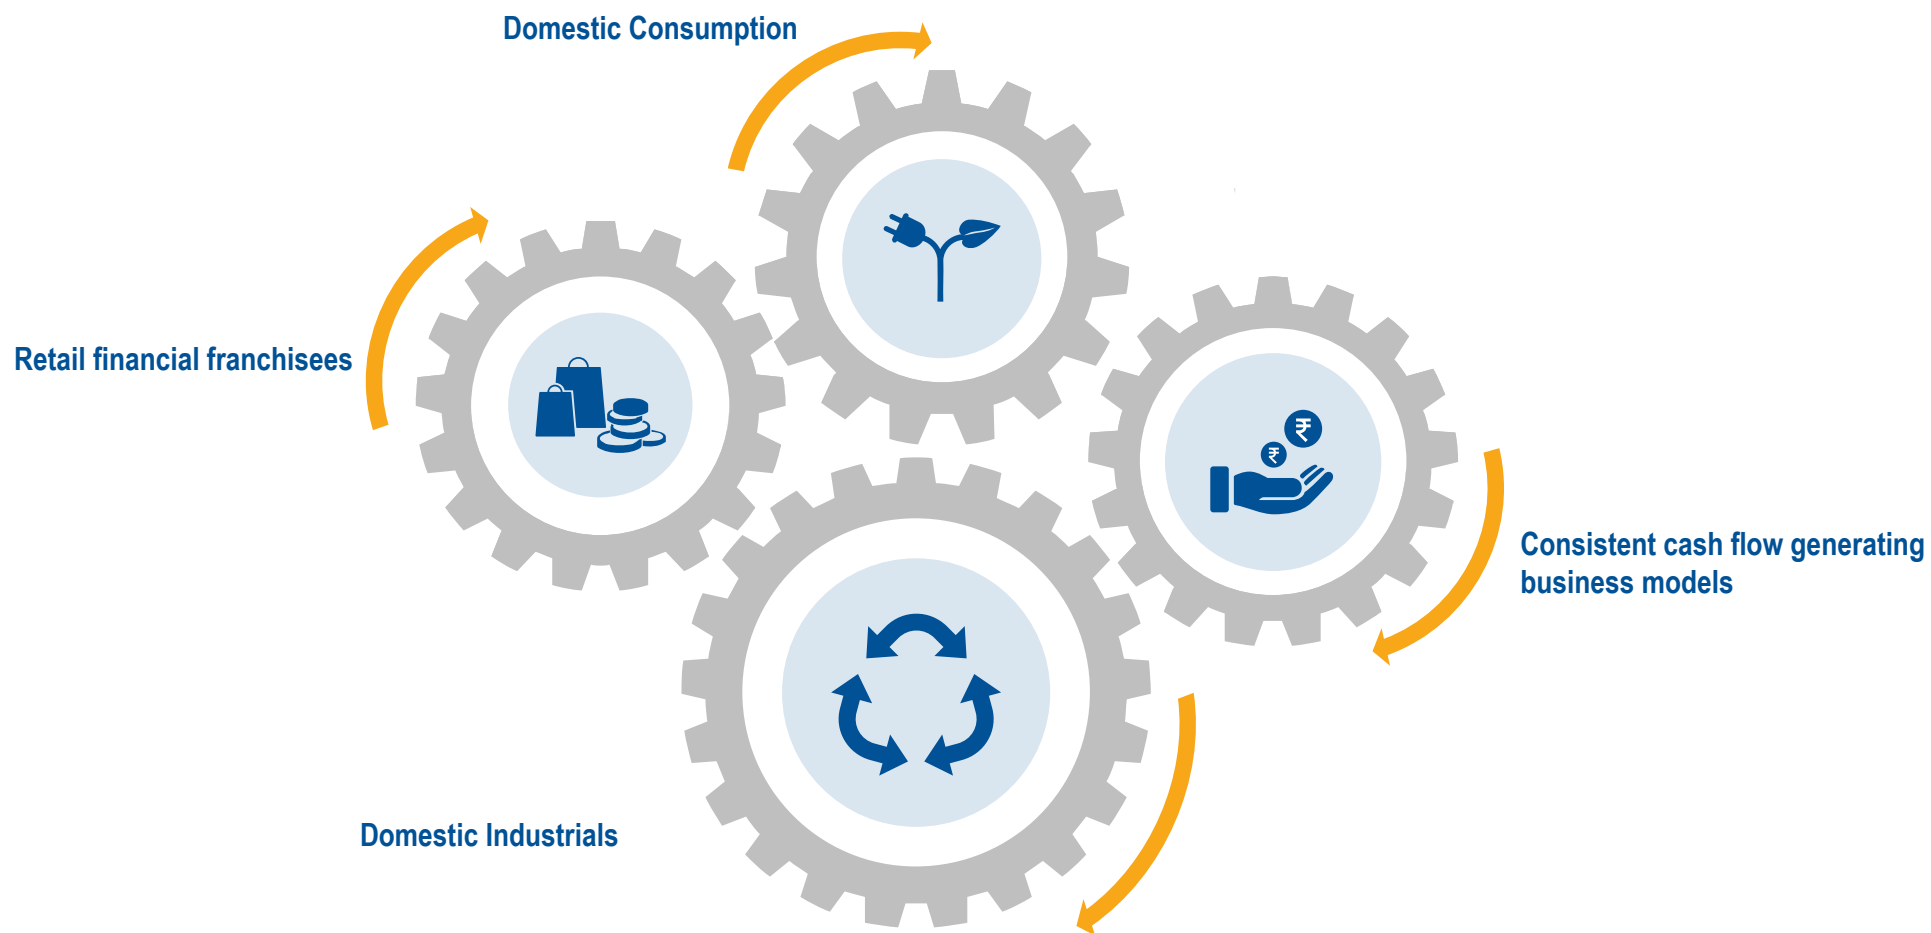 Domestic Consumption
Retail financial franchisees
₹
₹
Consistent cash flow generating
business models
Domestic Industrials